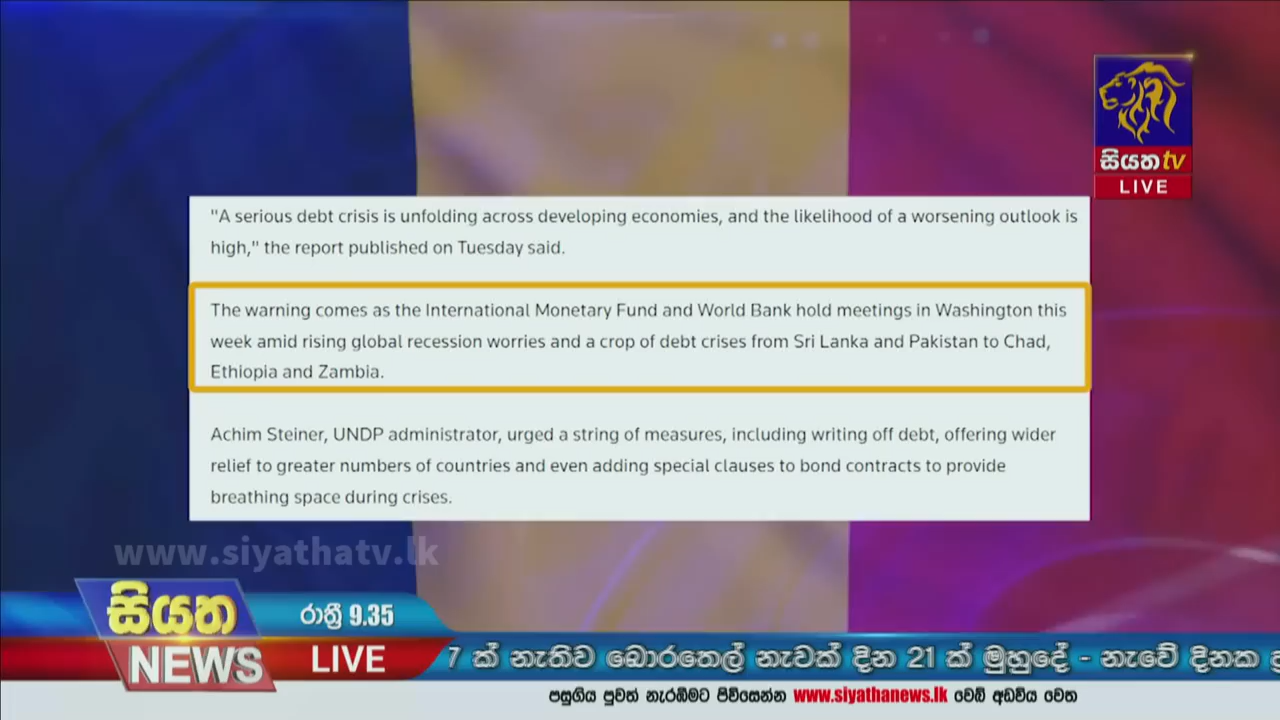 සියත tv
LIVE
"A serious debt crisis is unfolding across developing economies, and the likelihood of a worsening outlook is
high," the report published on Tuesday said.
The warning comes as the International Monetary Fund and World Bank hold meetings in Washington this
week amid rising global recession worries and a crop of debt crises from Sri Lanka and Pakistan to Chad,
Ethiopia and Zambia.
Achim Steiner, UNDP administrator, urged a string of measures, including writing off debt, offering wider
relief to greater numbers of countries and even adding special clauses to bond contracts to provide
breathing space during crises.
www.siyathatv.lk
සියත
රාත්‍රී 9.35
NEWS
LIVE
7 ක් නැතිව බොරතෙල් නැවක් දින 21 ක් මුහුදේ - නැවේ දිනක
පසුගිය පුවත් නැරඹීමට පිවිසෙන්න www.siyathanews.lk වෙබ් අඩවිය වෙත